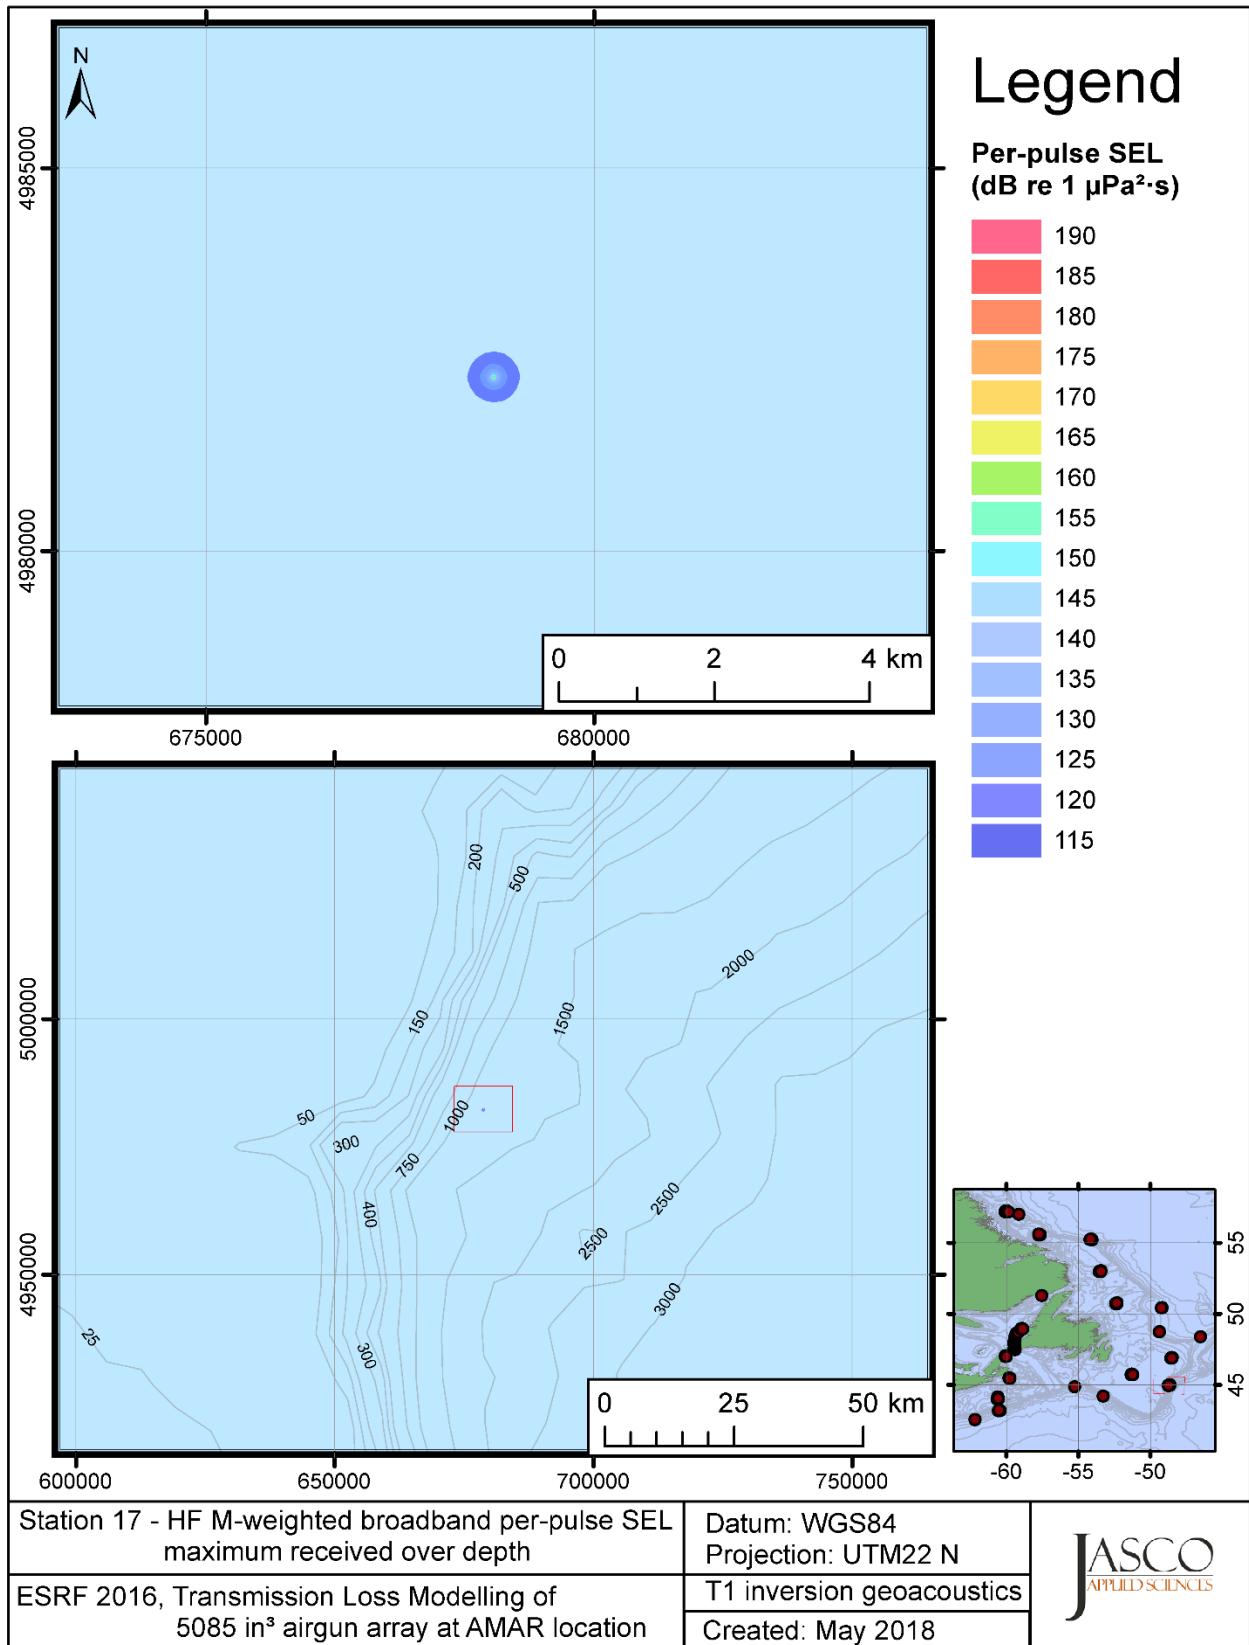 N
4985000
4980000
0 2 4 km
675000 680000
Legend
Per-pulse SEL
(dB re 1 µPa²·s)
190
185
180
175
170
165
160
155
150
145
140
135
130
125
120
115
200
500
2000
1500
150
50
300
1000
750
400
2500
2500
3000
25
300
5000000
4950000
0 25 50 km
600000 650000 700000 750000
55
50
45
-60 -55 -50
Station 17 - HF M-weighted broadband per-pulse SEL
maximum received over depth
ESRF 2016, Transmission Loss Modelling of
5085 in³ airgun array at AMAR location
Datum: WGS84
Projection: UTM22 N
T1 inversion geoacoustics
Created: May 2018
JASCO
APPLIED SCIENCES